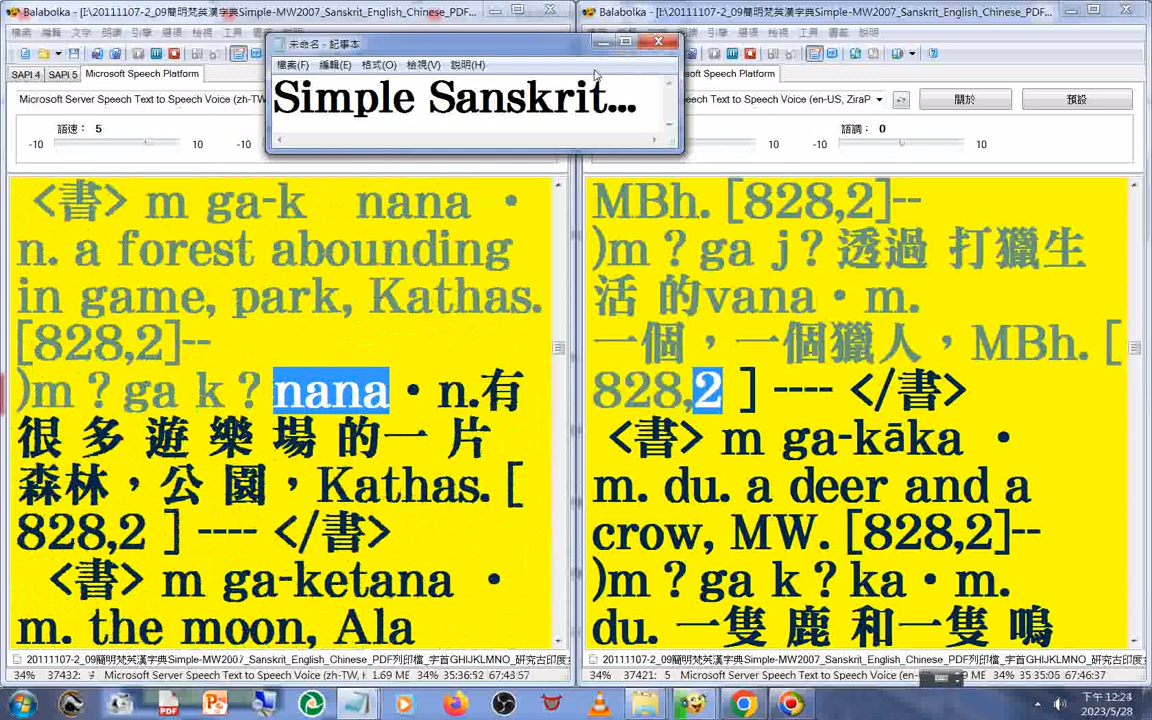 Balabolka - [I:\20111107-2_09簡明梵英漢字典Simple-MW2007_Sanskrit_English_Chinese_PDF...
Balabolka - [I:\20111107-2_09簡明梵英漢字典Simple-MW2007_Sanskrit_English_Chinese_PDF...
未命名 - 記事本
檔案(F) 編輯(E) 格式(O) 檢視(V) 說明(H)
Simple Sanskrit...
SAPI 4 SAPI 5 Microsoft Speech Platform
Microsoft Server Speech Text to Speech Voice (zh-TW
語速： 5
-10 10 -10
eech Platform
ech Text to Speech Voice (en-US, ZiraP
關於 預設
語調： 0
10 -10 10
<書> m ga-k nana •
n. a forest abounding
in game, park, Kathas.
[828,2]--
)m ? ga k ? nana • n.有
很 多 遊 樂 場 的一 片
森林，公 園，Kathas. [
828,2 ] ---- </書>
<書> m ga-ketana •
m. the moon, Ala
MBh. [828,2]--
)m ? ga j ? 透過 打獵生
活 的vana • m.
一個，一個獵人，MBh. [
828,2 ] ---- </書>
<書> m ga-kāka •
m. du. a deer and a
crow, MW. [828,2]--
)m ? ga k ? ka • m.
du. 一隻 鹿 和一隻 鳴
20111107-2_09簡明梵英漢字典Simple-MW2007_Sanskrit_English_Chinese_PDF列印檔_字首GHIJKLMNO_研究古印度
20111107-2_09簡明梵英漢字典Simple-MW2007_Sanskrit_English_Chinese_PDF列印檔_字首GHIJKLMNO_研究古印度
34% 37432: Microsoft Server Speech Text to Speech Voice (zh-TW, 1.69 ME 34% 35:36:52
34% 37421: 5 Microsoft Server Speech Text to Speech Voice 34% 35:35:05 67:46:37
下午 12:24
2023/5/28